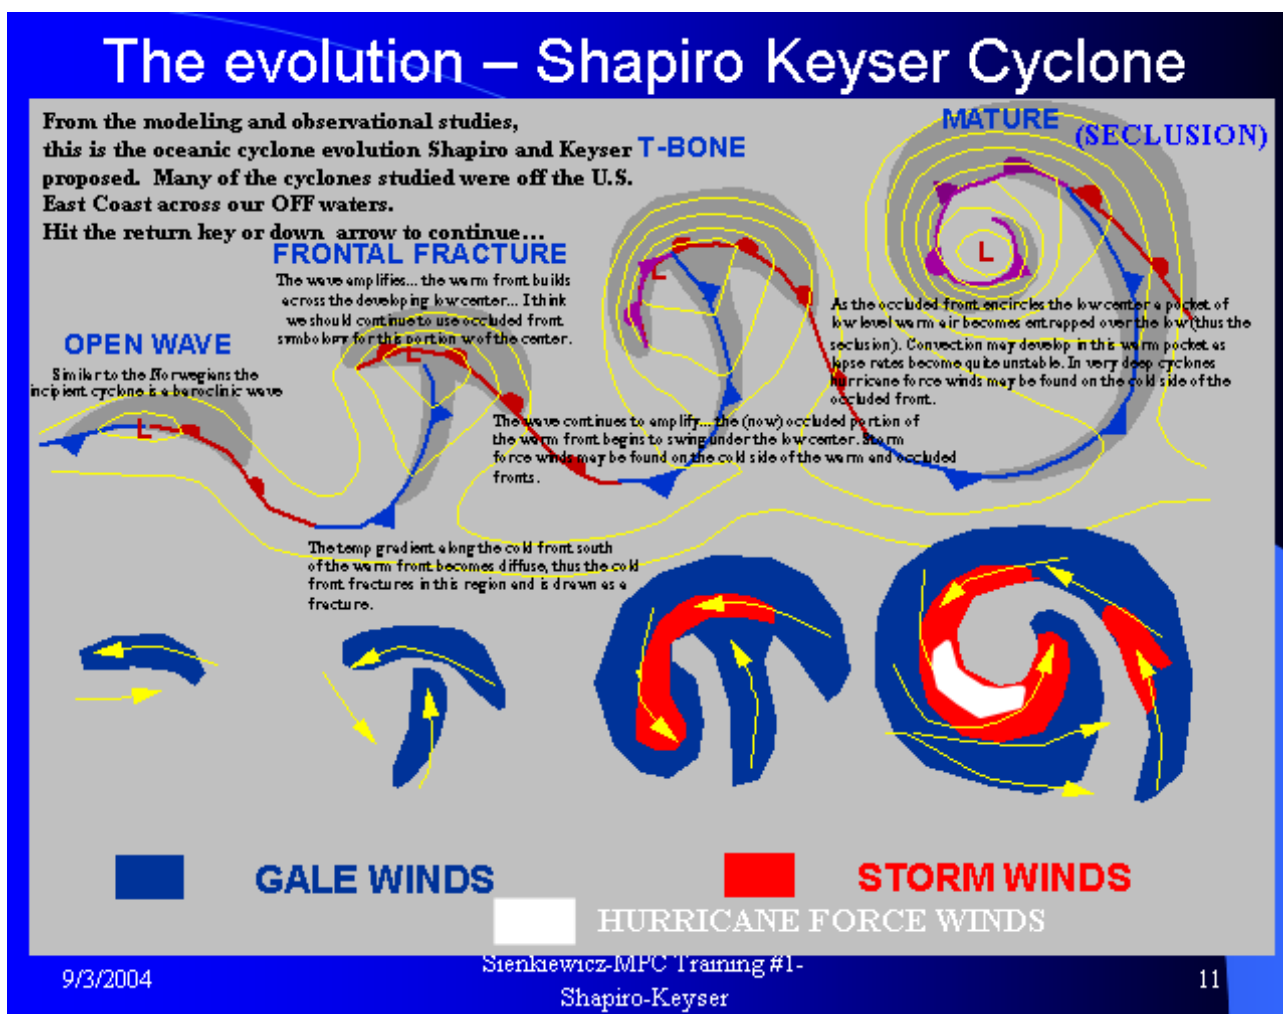 The evolution – Shapiro Keyser Cyclone
From the modeling and observational studies,
this is the oceanic cyclone evolution Shapiro and Keyser
proposed. Many of the cyclones studied were off the U.S.
East Coast across our OFF waters.
Hit the return key or down arrow to continue...
OPEN WAVE
Similar to the Norwegians the
incipient cyclone is a baroclinic wave
L
FRONTAL FRACTURE
The wave amplifies... the warm front builds
across the developing low center... I think
we should continue to use occluded front
symbology for this portion w of the center.
L
The temp gradient along the cold front south
of the warm front becomes diffuse, thus the cold
front fractures in this region and is drawn as a
fracture.
T-BONE
L
The wave continues to amplify... the (now) occluded portion of
the warm front begins to swing under the low center. Storm
force winds may be found on the cold side of the warm and occluded
fronts.
MATURE
(SECLUSION)
L
As the occluded front encircles the low center a pocket of
low level warm air becomes entrapped over the low (thus the
seclusion). Convection may develop in this warm pocket as
lapse rates become quite unstable. In very deep cyclones
hurricane force winds may be found on the cold side of the
occluded front.
GALE WINDS
STORM WINDS
HURRICANE FORCE WINDS
9/3/2004
Sienkiewicz-MPC Training #1-
Shapiro-Keyser
11